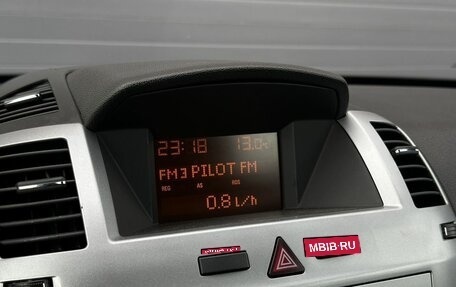 23:18 13.0°c
FM3 PILOT FM
REG AS RDS
0.8 l/h
MBIB·RU